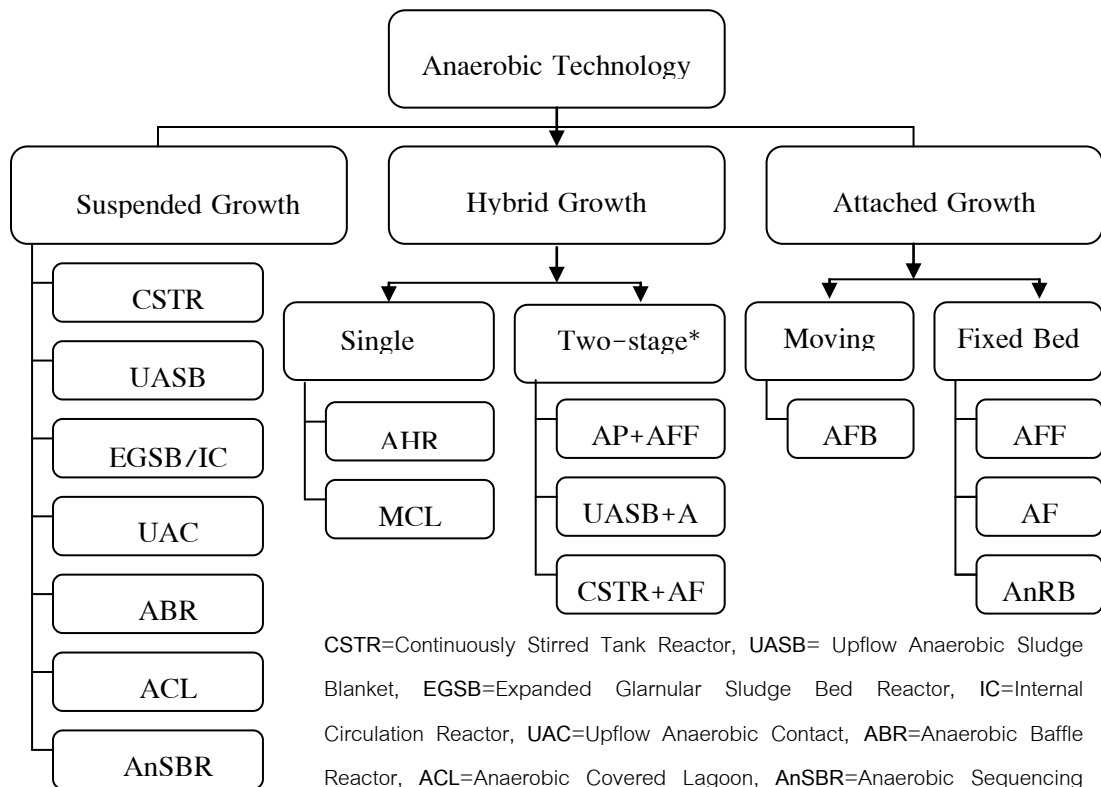 Anaerobic Technology
Suspended Growth
Hybrid Growth
Attached Growth
CSTR
UASB
EGSB/IC
UAC
ABR
ACL
AnSBR
Single
Two-stage*
AHR
MCL
AP+AFF
UASB+A
CSTR+AF
Moving
Fixed Bed
AFB
AFF
AF
AnRB
CSTR=Continuously Stirred Tank Reactor, UASB= Upflow Anaerobic Sludge
Blanket, EGSB=Expanded Glarnular Sludge Bed Reactor, IC=Internal
Circulation Reactor, UAC=Upflow Anaerobic Contact, ABR=Anaerobic Baffle
Reactor, ACL=Anaerobic Covered Lagoon, AnSBR=Anaerobic Sequencing